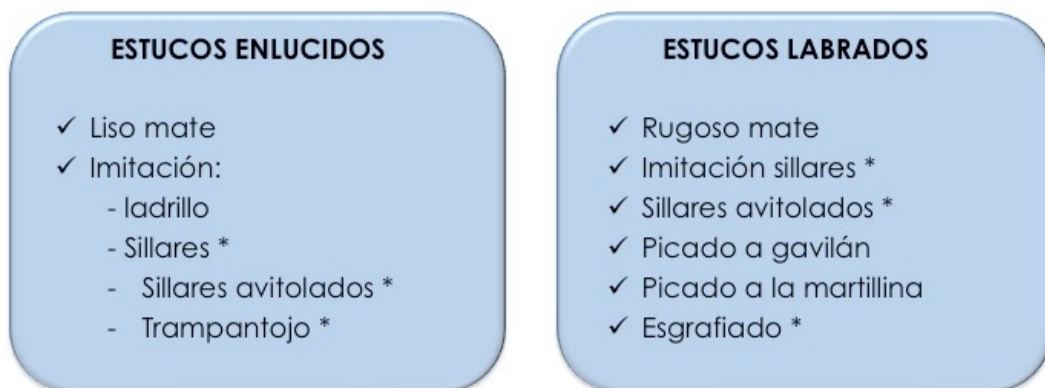 ESTUCOS ENLUCIDOS
✓ Liso mate
✓ Imitación:
- ladrillo
- Sillares *
- Sillares avitolados *
- Trampantojo *
ESTUCOS LABRADOS
✓ Rugoso mate
✓ Imitación sillares *
✓ Sillares avitolados *
✓ Picado a gavilán
✓ Picado a la martillina
✓ Esgrafiado *